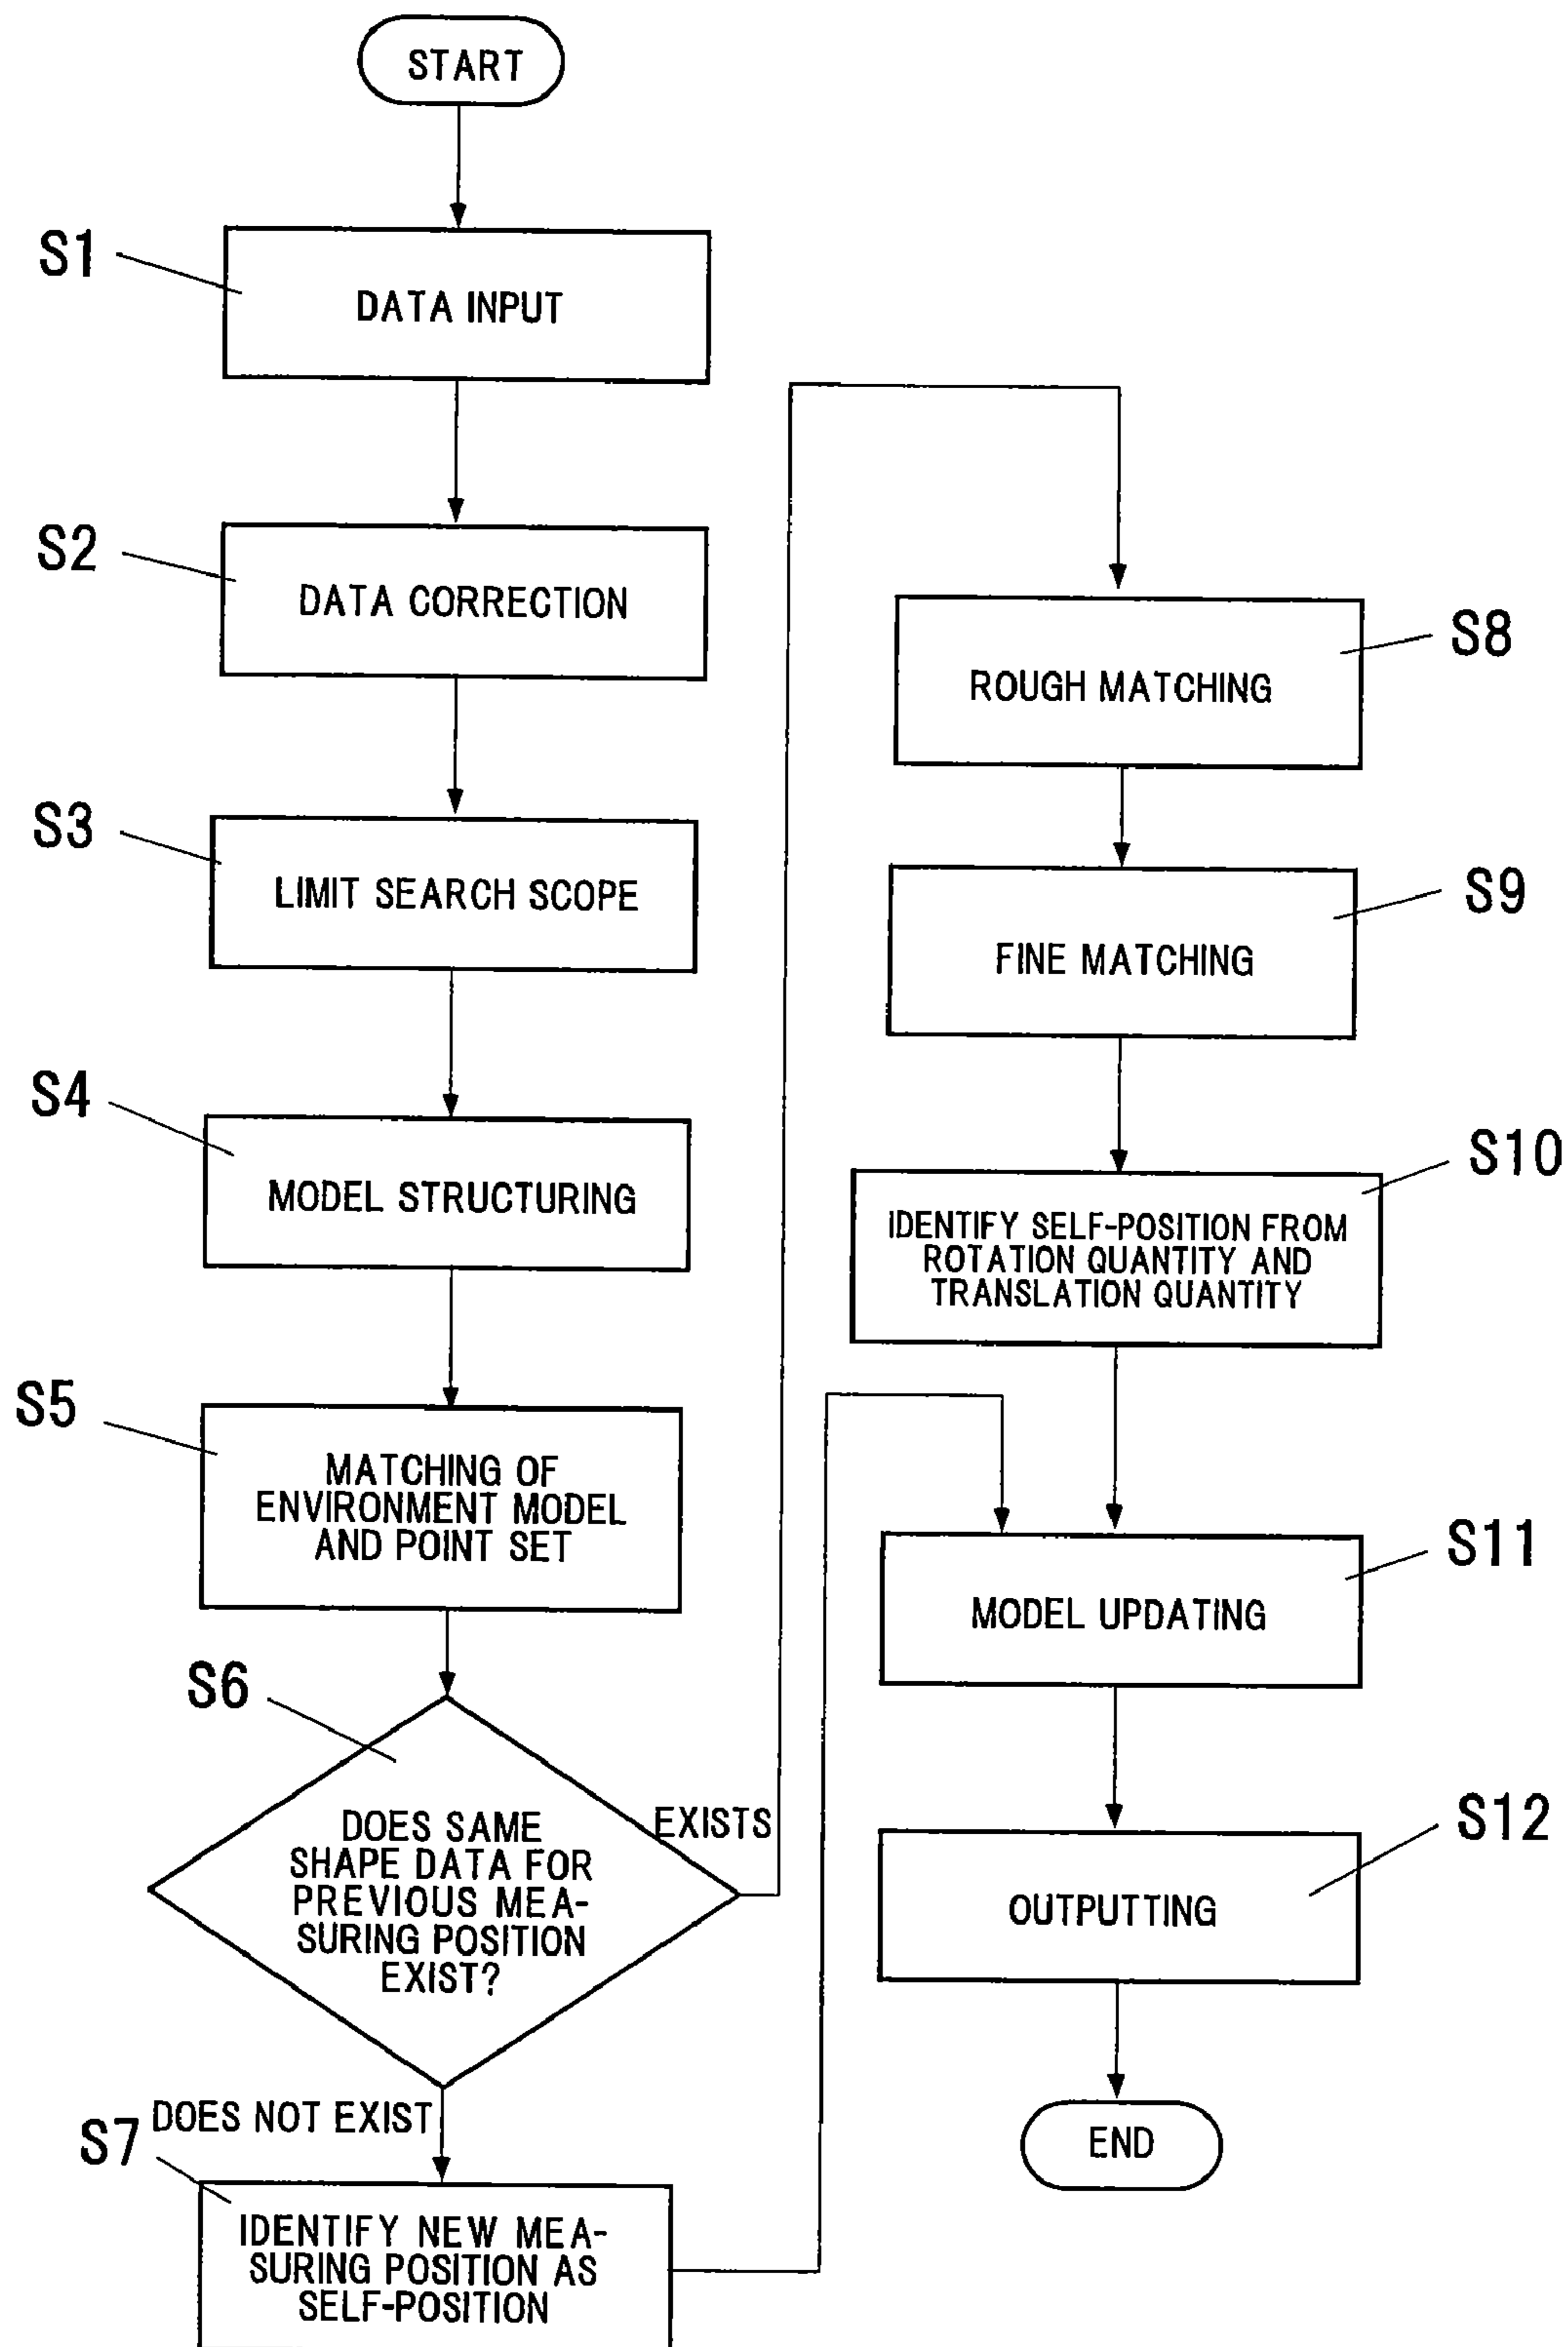 START
S1
DATA INPUT
S2
DATA CORRECTION
S3
LIMIT SEARCH SCOPE
S4
MODEL STRUCTURING
S5
MATCHING OF
ENVIRONMENT MODEL
AND POINT SET
S6
DOES SAME
SHAPE DATA FOR
PREVIOUS MEA-
SURING POSITION
EXIST?
EXISTS
DOES NOT EXIST
S7
IDENTIFY NEW MEA-
SURING POSITION AS
SELF-POSITION
S8
ROUGH MATCHING
S9
FINE MATCHING
S10
IDENTIFY SELF-POSITION FROM
ROTATION QUANTITY AND
TRANSLATION QUANTITY
S11
MODEL UPDATING
S12
OUTPUTTING
END